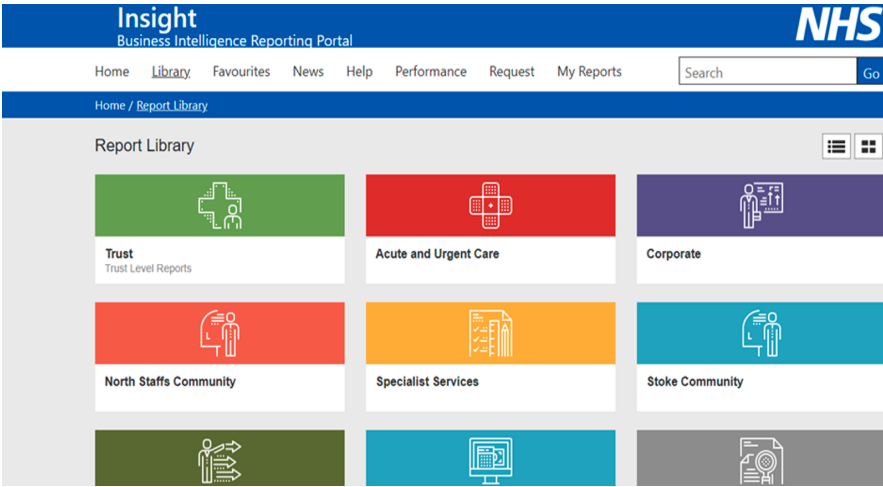 Insight
Business Intelligence Reporting Portal
NHS
Home Library Favourites News Help Performance Request My Reports
Search Go
Home / Report Library
Report Library
Trust
Trust Level Reports
Acute and Urgent Care
Corporate
North Staffs Community
Specialist Services
Stoke Community